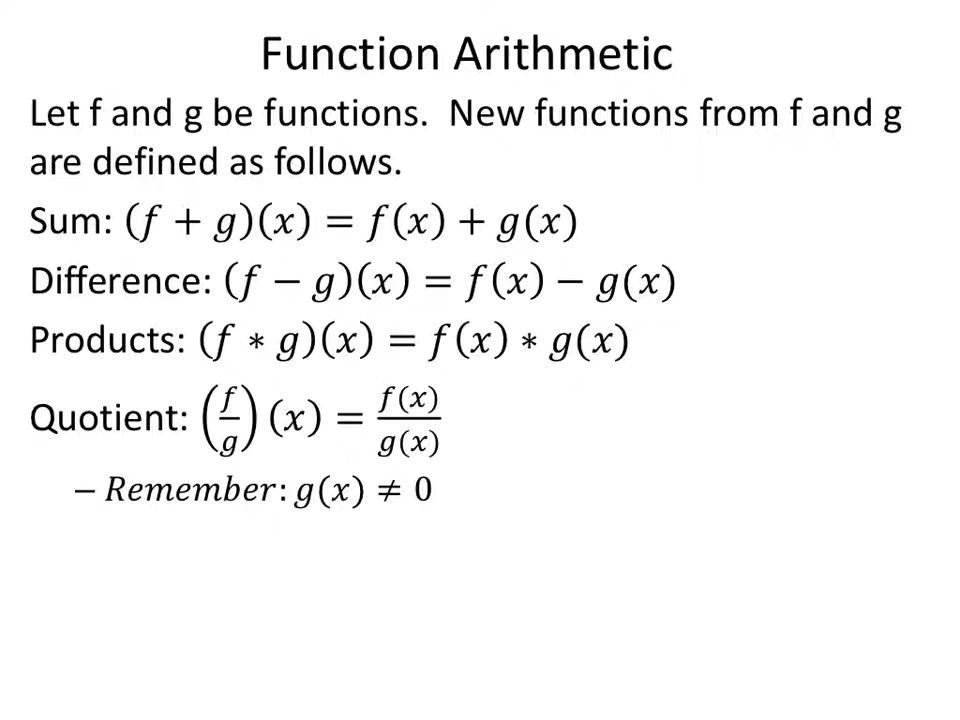 Function Arithmetic
Let f and g be functions.  New functions from f and g
are defined as follows.
Sum: (𝑓 + 𝑔)(𝑥) = 𝑓(𝑥) + 𝑔(𝑥)
Difference: (𝑓 − 𝑔)(𝑥) = 𝑓(𝑥) − 𝑔(𝑥)
Products: (𝑓 ∗ 𝑔)(𝑥) = 𝑓(𝑥) ∗ 𝑔(𝑥)
Quotient: (𝑓/𝑔)(𝑥) = 𝑓(𝑥)/𝑔(𝑥)
– 𝑅𝑒𝑚𝑒𝑚𝑏𝑒𝑟: 𝑔(𝑥) ≠ 0